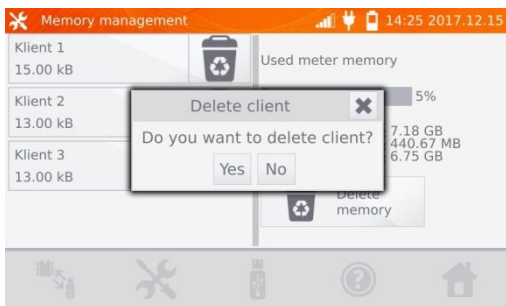 Memory management
14:25 2017.12.15
Klient 1
15.00 kB
Klient 2
13.00 kB
Klient 3
13.00 kB
Used meter memory
5%
7.18 GB
440.67 MB
6.75 GB
Delete
memory
Delete client
Do you want to delete client?
Yes No